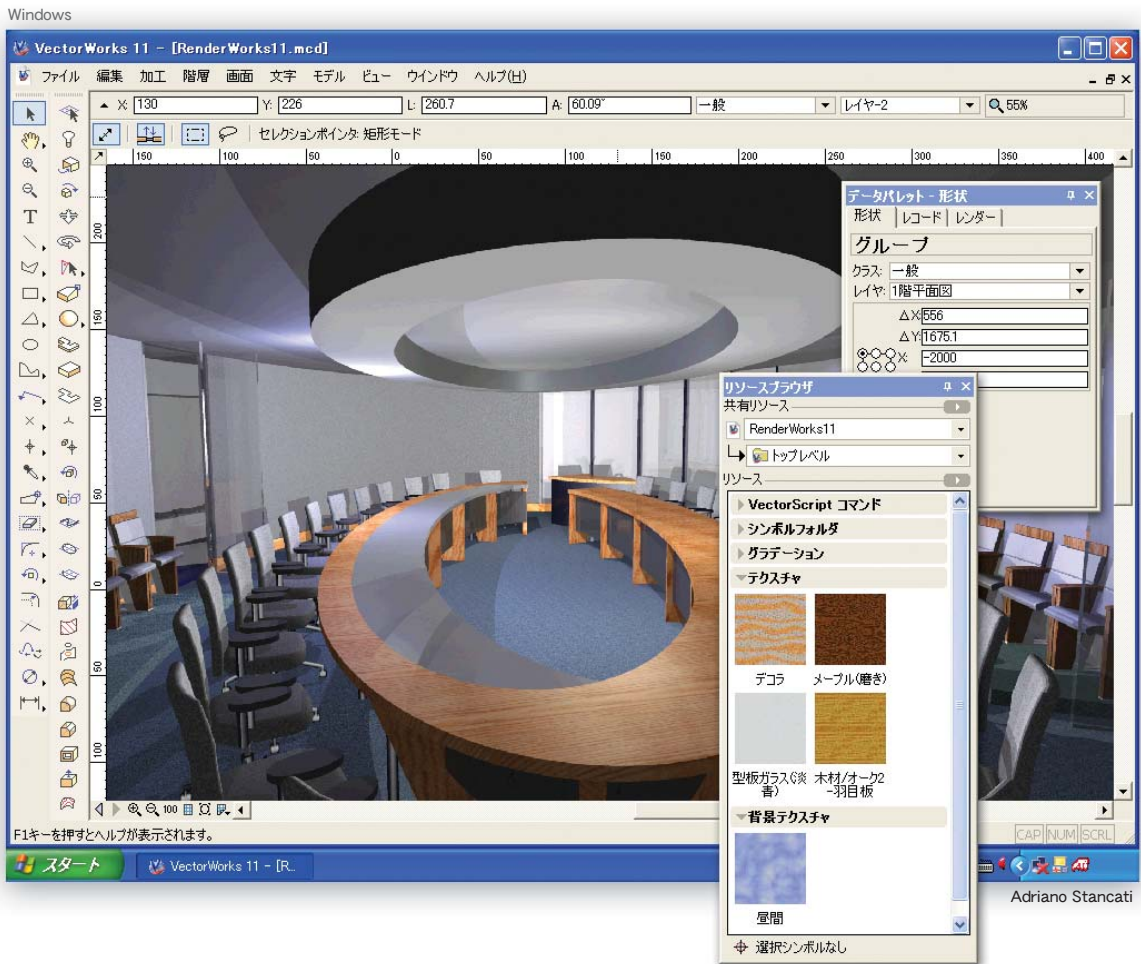 Windows
VectorWorks 11 - [RenderWorks11.mcd]
ファイル 編集 加工 階層 画面 文字 モデル ビュー ウインドウ ヘルプ(H)
X: 130 Y: 226 L: 260.7 A: 60.09° 一般 レイヤ-2 55%
セレクションポインタ: 矩形モード
150 100 50 0 50 100 150 200 250 300 350 400
200
150
100
50
0
50
100
データパレット - 形状
形状 レコード レンダー
グループ
クラス: 一般
レイヤ: 1階平面図
△X: 556
△Y: 1675.1
X: -2000
リソースブラウザ
共有リソース
RenderWorks11
トップレベル
リソース
VectorScript コマンド
シンボルフォルダ
グラデーション
テクスチャ
デコラ メープル(磨き)
型板ガラス(淡
書) 木材/オーク2
-羽目板
背景テクスチャ
昼間
選択シンボルなし
100
F1キーを押すとヘルプが表示されます。
CAP NUM SCRL
スタート VectorWorks 11 - [R...
Adriano Stancati